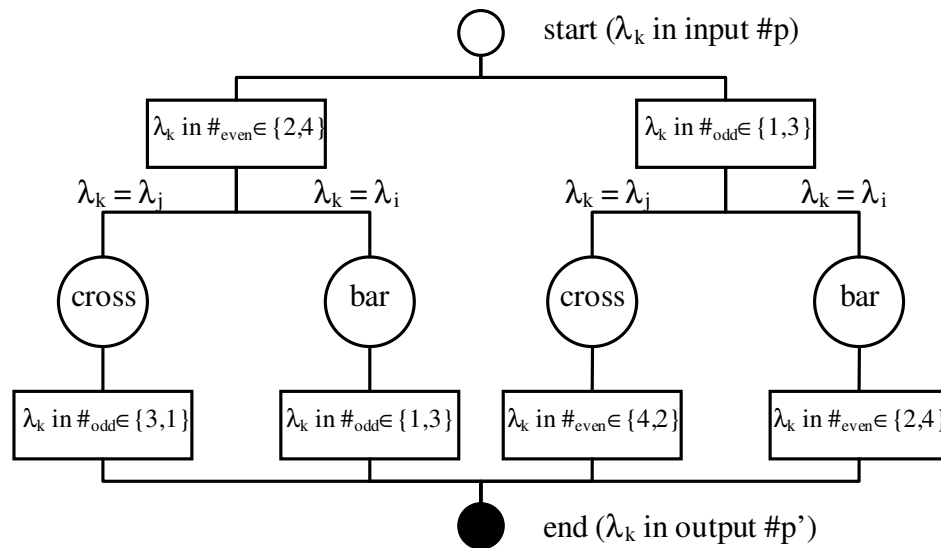 start (λk in input #p)
λk in #even∈{2,4}
λk in #odd∈{1,3}
λk = λj
λk = λi
λk = λj
λk = λi
cross
bar
cross
bar
λk in #odd∈{3,1}
λk in #odd∈{1,3}
λk in #even∈{4,2}
λk in #even∈{2,4}
end (λk in output #p’)